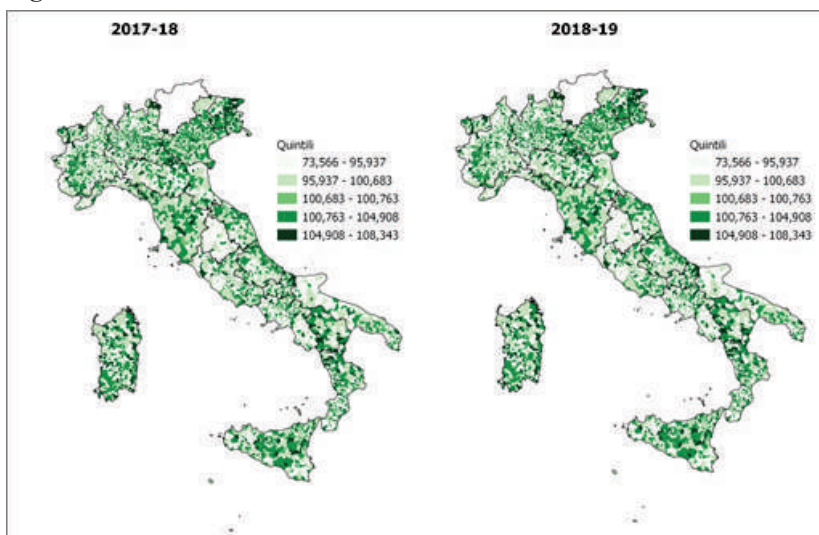 2017-18
2018-19
Quintili
73,566 - 95,937
95,937 - 100,683
100,683 - 100,763
100,763 - 104,908
104,908 - 108,343
Quintili
73,566 - 95,937
95,937 - 100,683
100,683 - 100,763
100,763 - 104,908
104,908 - 108,343